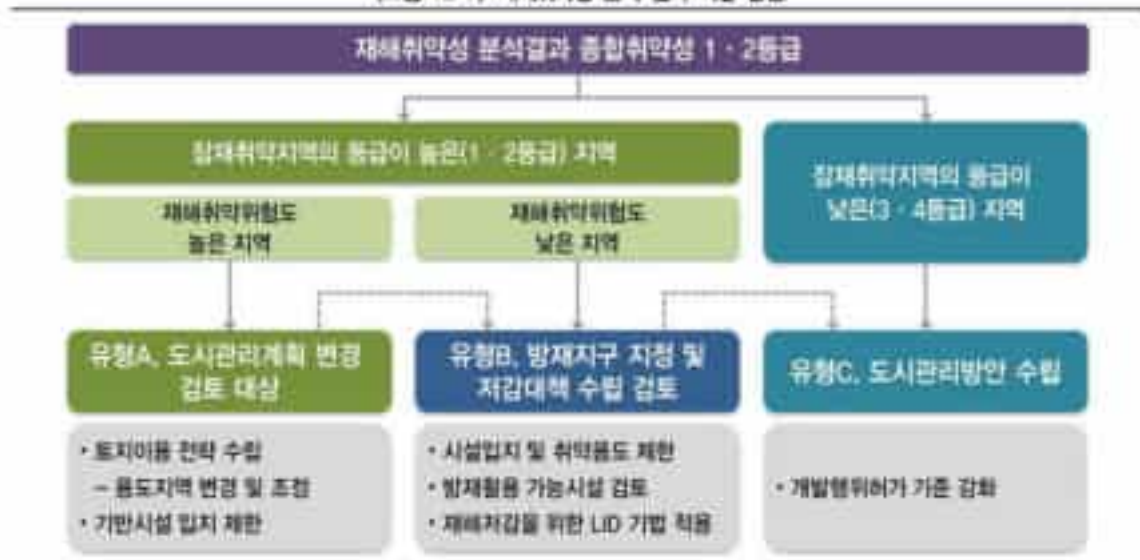 재해취약성 분석결과 종합취약성 1 · 2등급
잠재취약지역의 등급이 높은(1 · 2등급) 지역
잠재취약지역의 등급이
낮은(3 · 4등급) 지역
재해취약위험도
높은 지역
재해취약위험도
낮은 지역
유형A. 도시관리계획 변경
검토 대상
유형B. 방재지구 지정 및
저감대책 수립 검토
유형C. 도시관리방안 수립
• 토지이용 전략 수립
– 용도지역 변경 및 조정
• 기반시설 입지 제한
• 시설입지 및 취약용도 제한
• 방재활용 가능시설 검토
• 재해저감을 위한 LID 기법 적용
• 개발행위허가 기준 강화